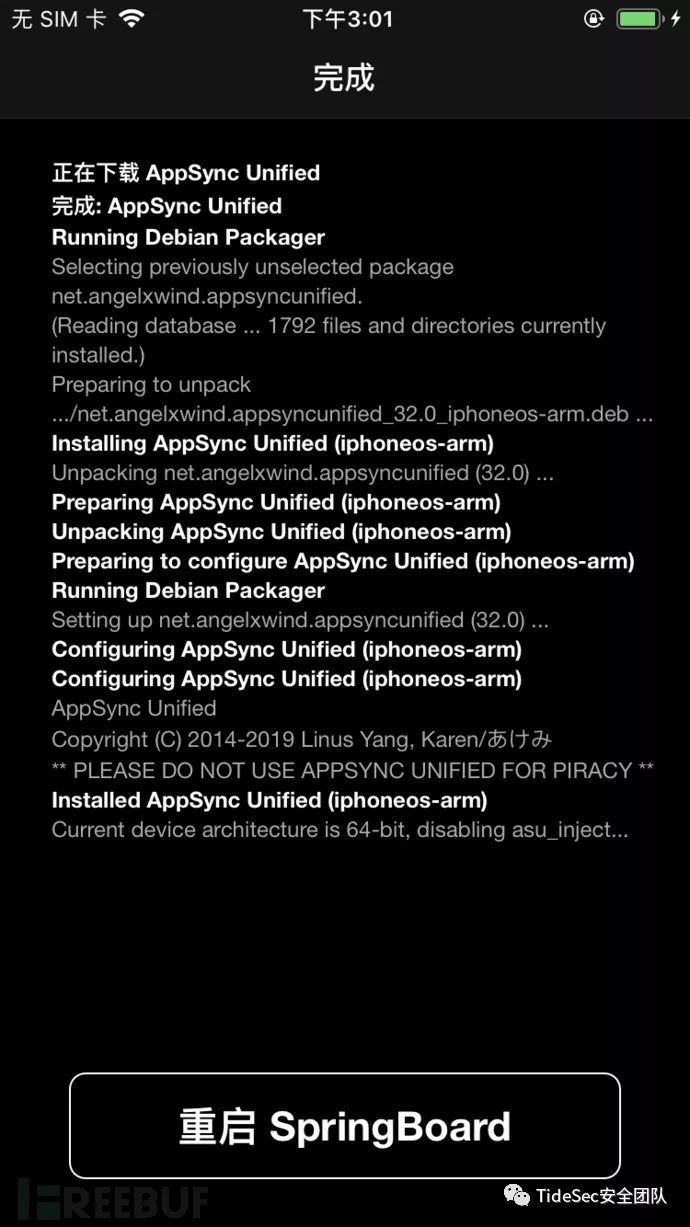 无 SIM 卡 下午3:01
完成
正在下载 AppSync Unified
完成: AppSync Unified
Running Debian Packager
Selecting previously unselected package
net.angelxwind.appsyncunified.
(Reading database ... 1792 files and directories currently
installed.)
Preparing to unpack
.../net.angelxwind.appsyncunified_32.0_iphoneos-arm.deb ...
Installing AppSync Unified (iphoneos-arm)
Unpacking net.angelxwind.appsyncunified (32.0) ...
Preparing AppSync Unified (iphoneos-arm)
Unpacking AppSync Unified (iphoneos-arm)
Preparing to configure AppSync Unified (iphoneos-arm)
Running Debian Packager
Setting up net.angelxwind.appsyncunified (32.0) ...
Configuring AppSync Unified (iphoneos-arm)
Configuring AppSync Unified (iphoneos-arm)
AppSync Unified
Copyright (C) 2014-2019 Linus Yang, Karen/あけみ
** PLEASE DO NOT USE APPSYNC UNIFIED FOR PIRACY **
Installed AppSync Unified (iphoneos-arm)
Current device architecture is 64-bit, disabling asu_inject...
重启 SpringBoard
FREEBUF
TideSec安全团队